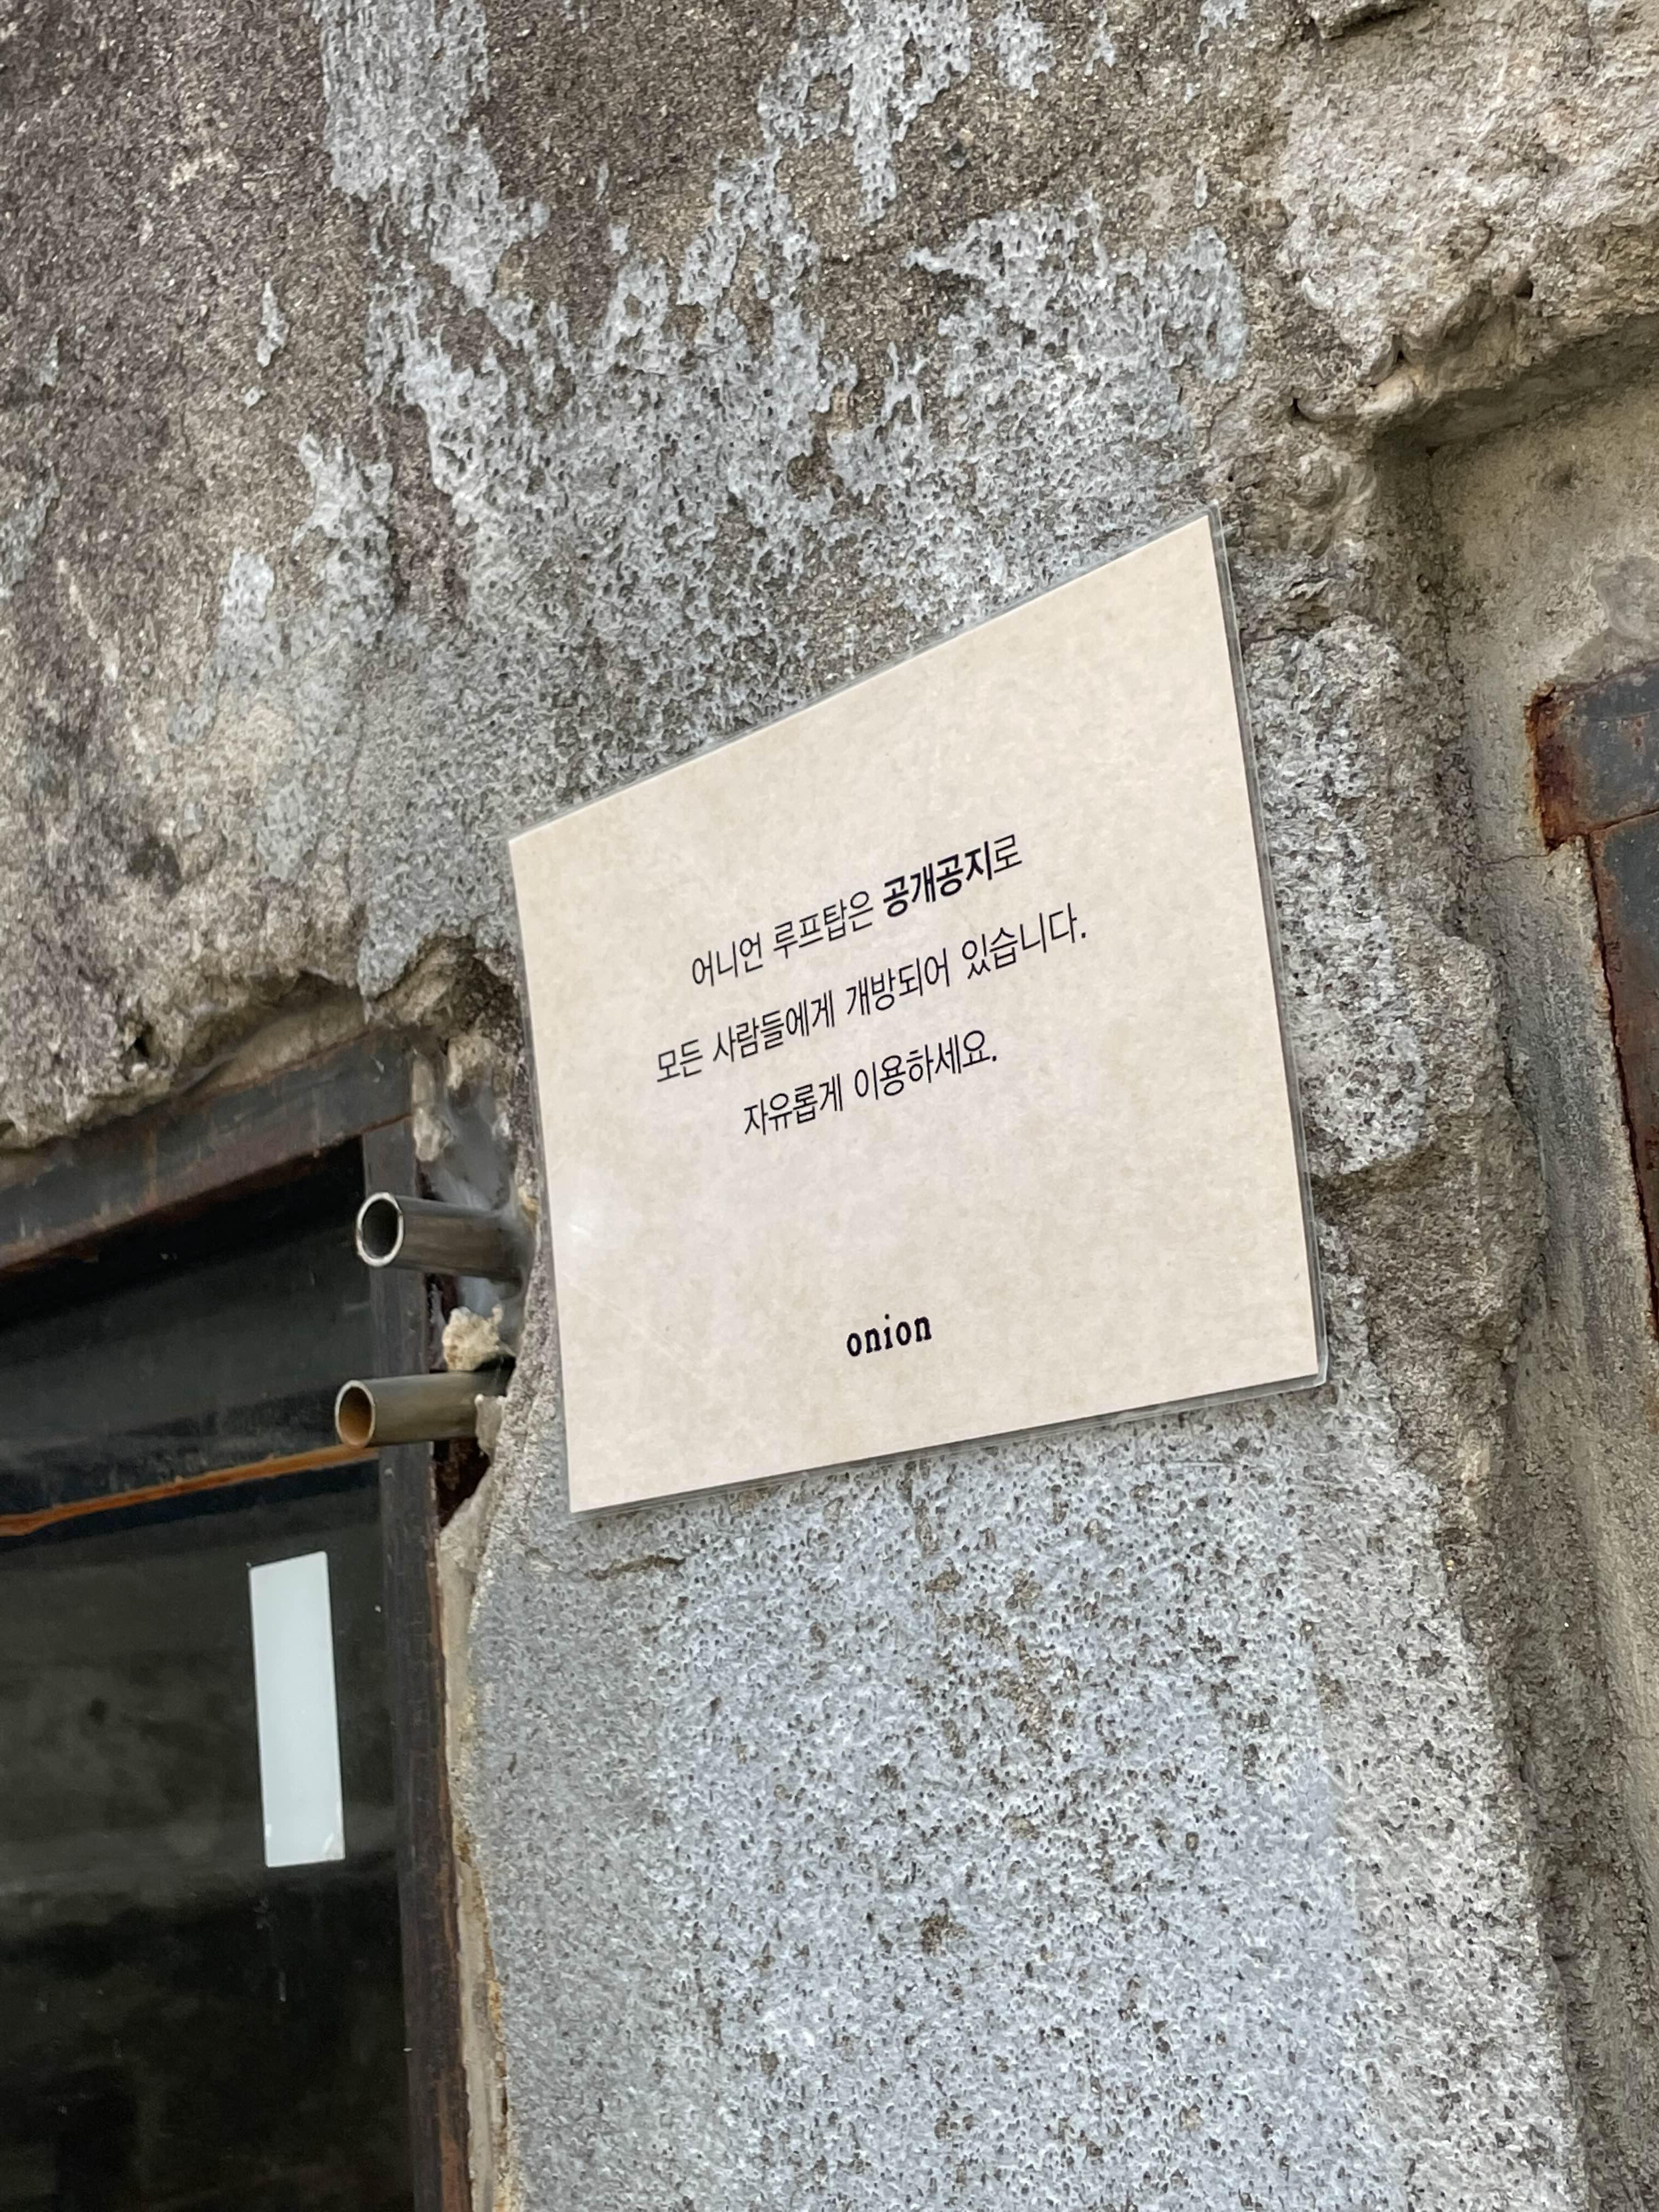 어니언 루프탑은 공개공지로
모든 사람들에게 개방되어 있습니다.
자유롭게 이용하세요.
onion